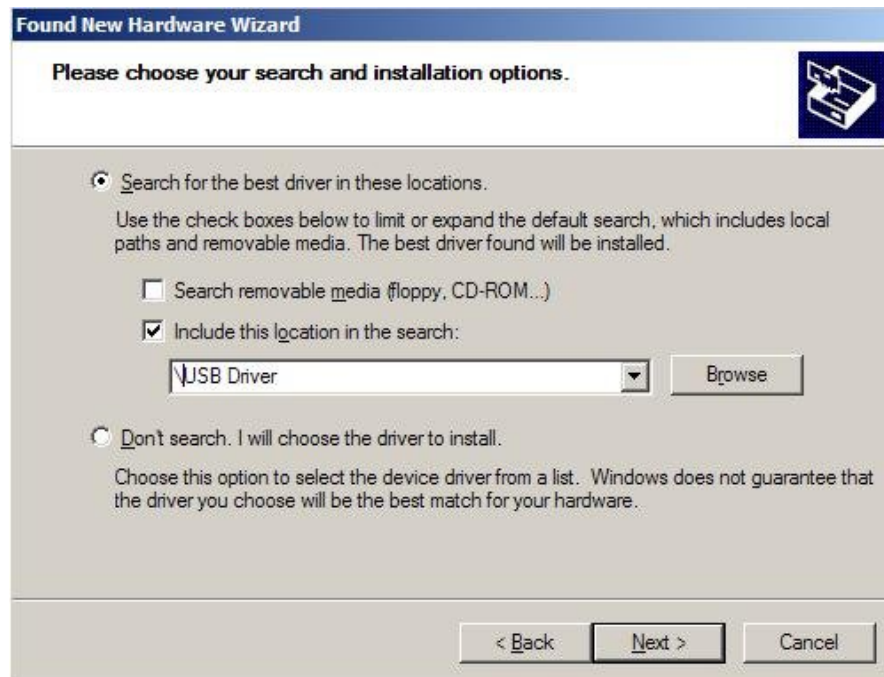 Found New Hardware Wizard
Please choose your search and installation options.
Search for the best driver in these locations.
Use the check boxes below to limit or expand the default search, which includes local
paths and removable media. The best driver found will be installed.
Search removable media (floppy, CD-ROM...)
Include this location in the search:
\USB Driver
Browse
Don't search. I will choose the driver to install.
Choose this option to select the device driver from a list. Windows does not guarantee that
the driver you choose will be the best match for your hardware.
< Back Next > Cancel